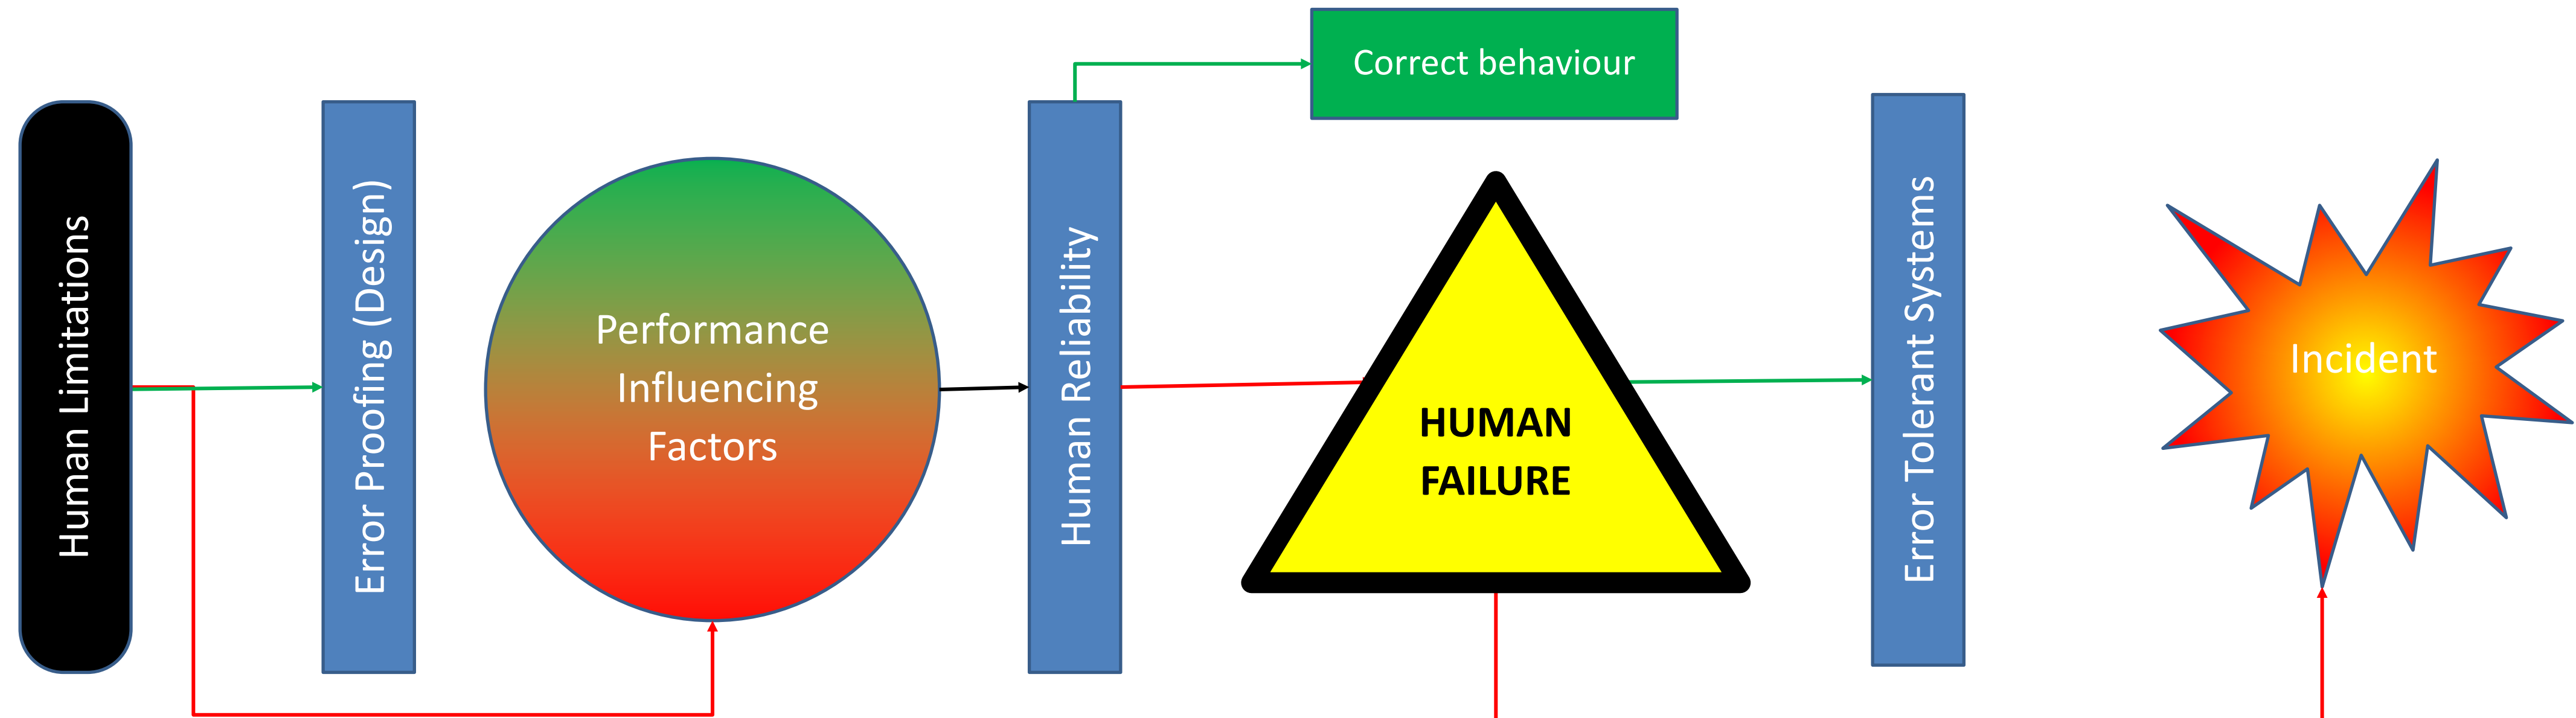 Human Limitations
Error Proofing (Design)
Performance
Influencing
Factors
Human Reliability
Correct behaviour
HUMAN
FAILURE
Error Tolerant Systems
Incident